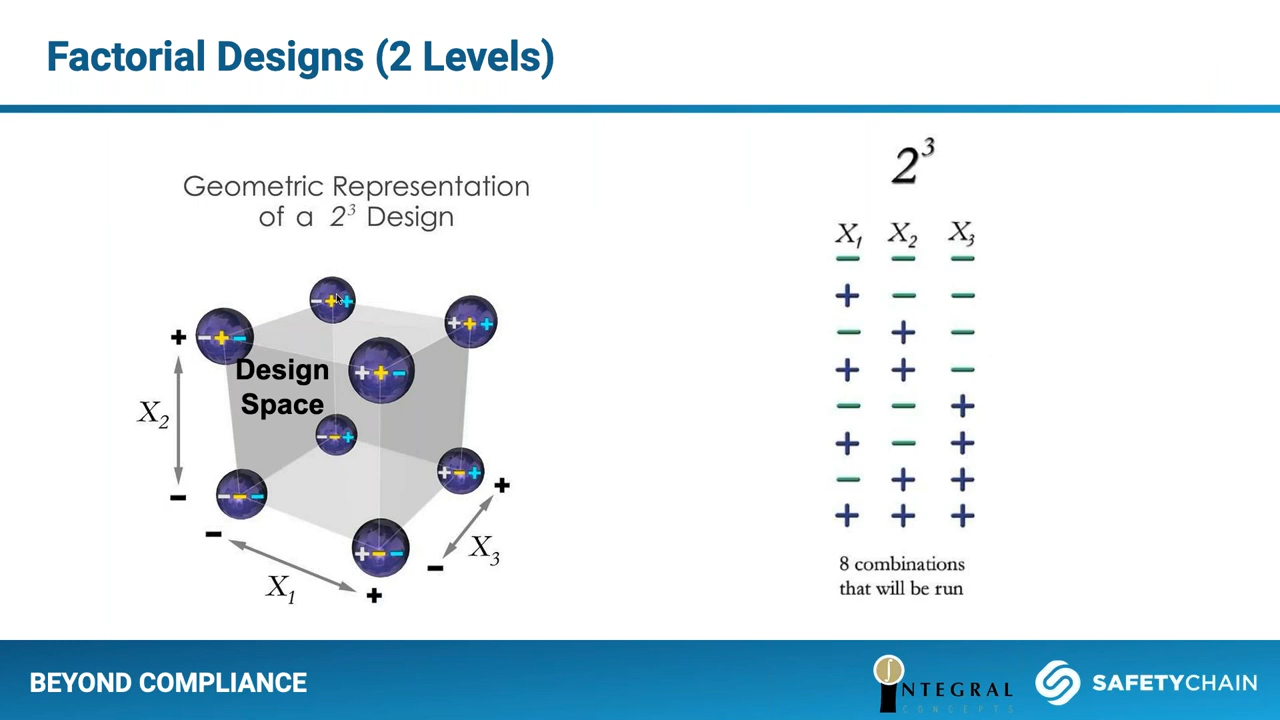 Factorial Designs (2 Levels)
Geometric Representation
of a 2³ Design
- + +
+ + +
+ - + -
+ + -
Design
Space
X₂
- - +
+ - +
+
- - -
-
-
+ - -
X₃
-
X₁
+
2³
X₁ X₂ X₃
− − −
+ − −
− + −
+ + −
− − +
+ − +
− + +
+ + +
8 combinations
that will be run
BEYOND COMPLIANCE
INTEGRAL
CONCEPTS
SAFETYCHAIN